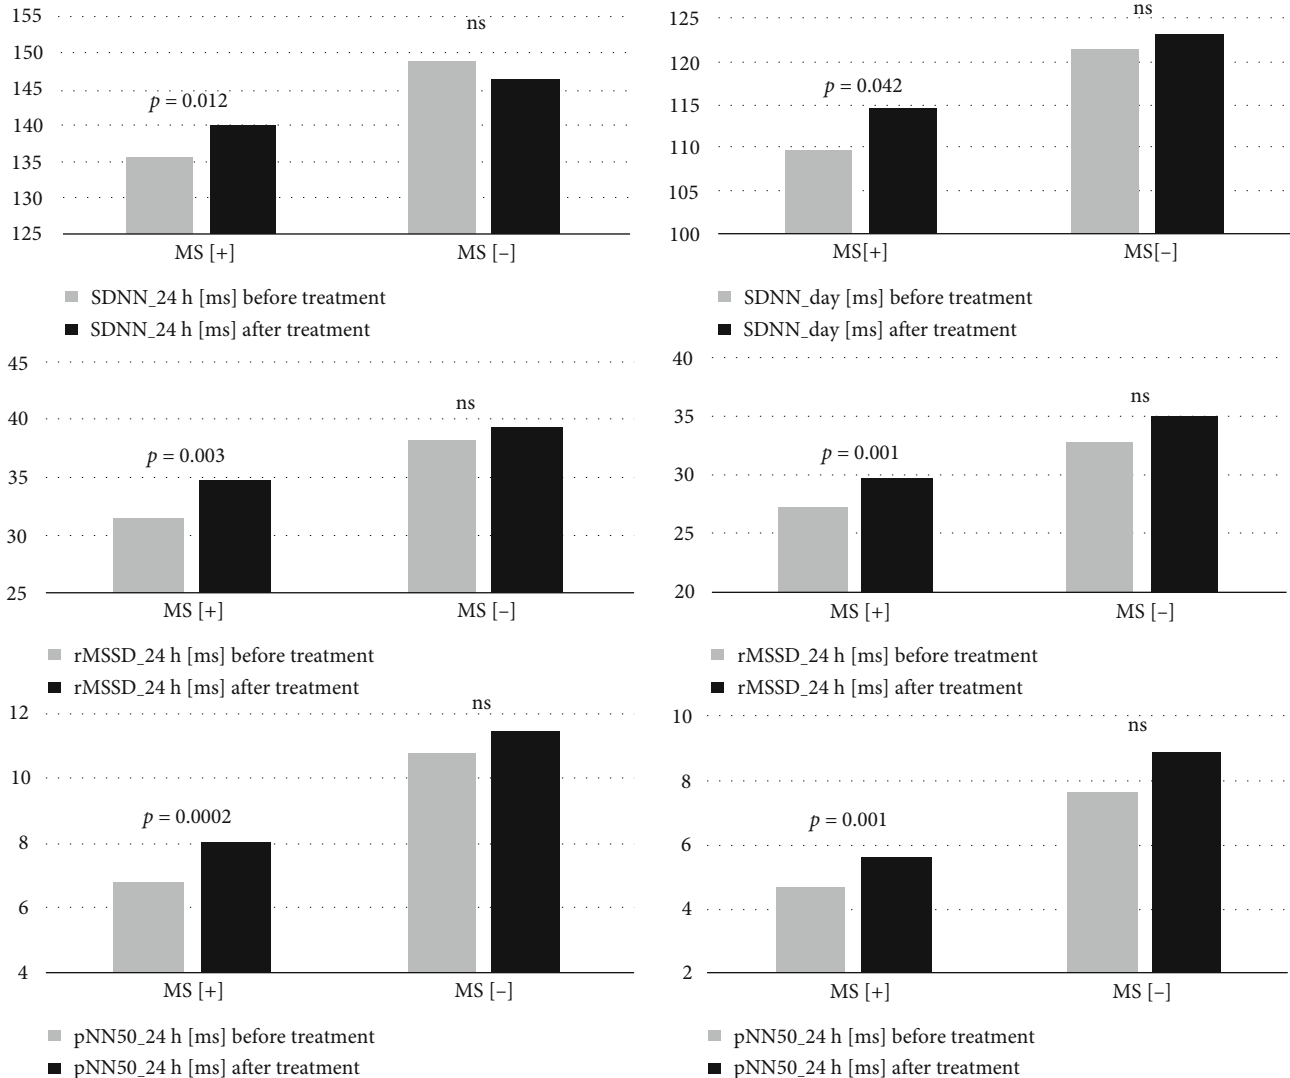 155
150
145
140
135
130
125
ns
p = 0.012
MS [+]
MS [–]
SDNN_24 h [ms] before treatment
SDNN_24 h [ms] after treatment
125
120
115
110
105
100
ns
p = 0.042
MS[+]
MS[–]
SDNN_day [ms] before treatment
SDNN_day [ms] after treatment
45
40
35
30
25
ns
p = 0.003
MS [+]
MS [–]
rMSSD_24 h [ms] before treatment
rMSSD_24 h [ms] after treatment
40
35
30
25
20
ns
p = 0.001
MS [+]
MS [–]
rMSSD_24 h [ms] before treatment
rMSSD_24 h [ms] after treatment
12
10
8
6
4
ns
p = 0.0002
MS [+]
MS [–]
pNN50_24 h [ms] before treatment
pNN50_24 h [ms] after treatment
10
8
6
4
2
ns
p = 0.001
MS [+]
MS [–]
pNN50_24 h [ms] before treatment
pNN50_24 h [ms] after treatment